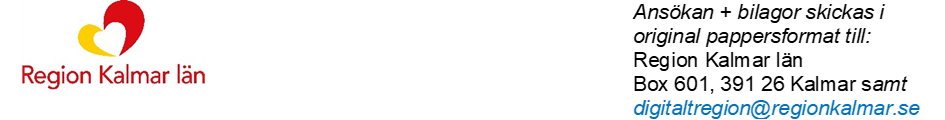 Region Kalmar län
Ansökan + bilagor skickas i
original pappersformat till:
Region Kalmar län
Box 601, 391 26 Kalmar samt
digitaltregion@regionkalmar.se